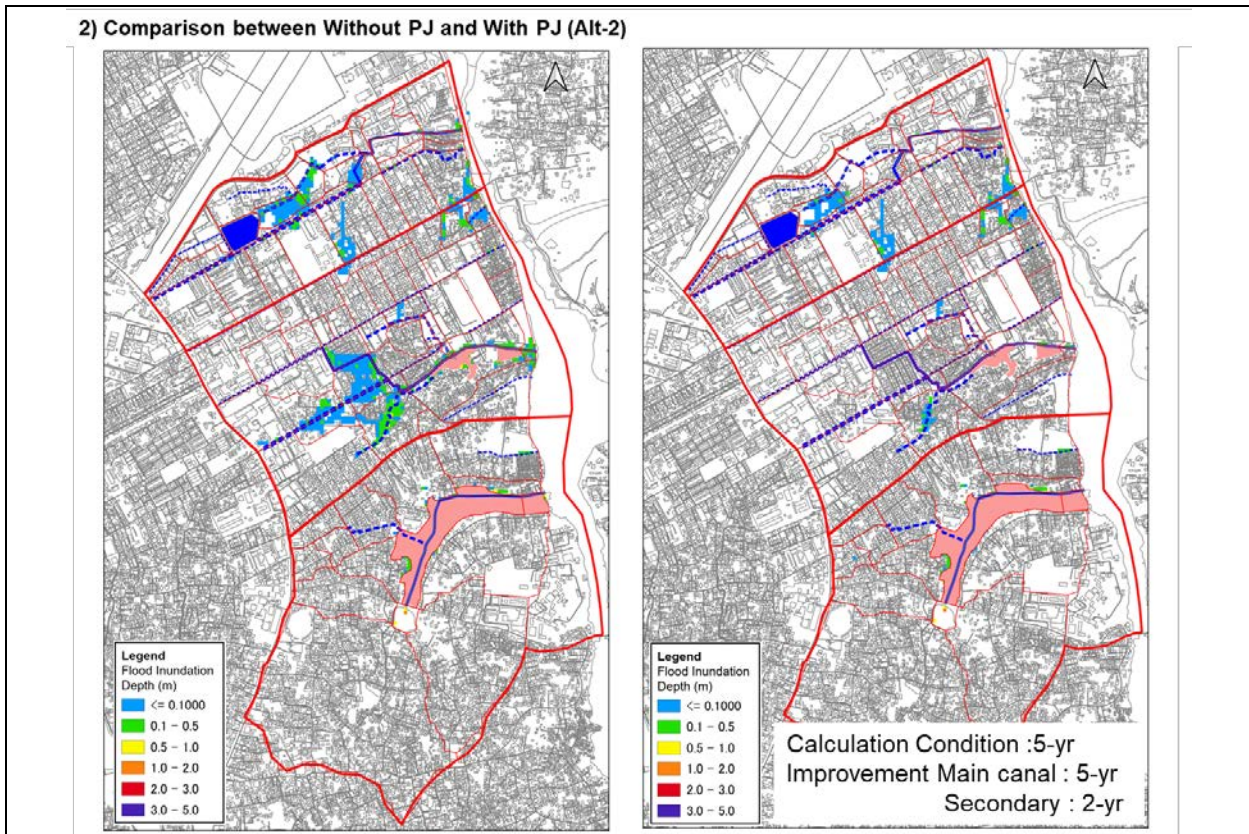 2) Comparison between Without PJ and With PJ (Alt-2)
Legend
Flood Inundation
Depth (m)
<= 0.1000
0.1 - 0.5
0.5 - 1.0
1.0 - 2.0
2.0 - 3.0
3.0 - 5.0
Legend
Flood Inundation
Depth (m)
<= 0.1000
0.1 - 0.5
0.5 - 1.0
1.0 - 2.0
2.0 - 3.0
3.0 - 5.0
Calculation Condition :5-yr
Improvement Main canal : 5-yr
Secondary : 2-yr